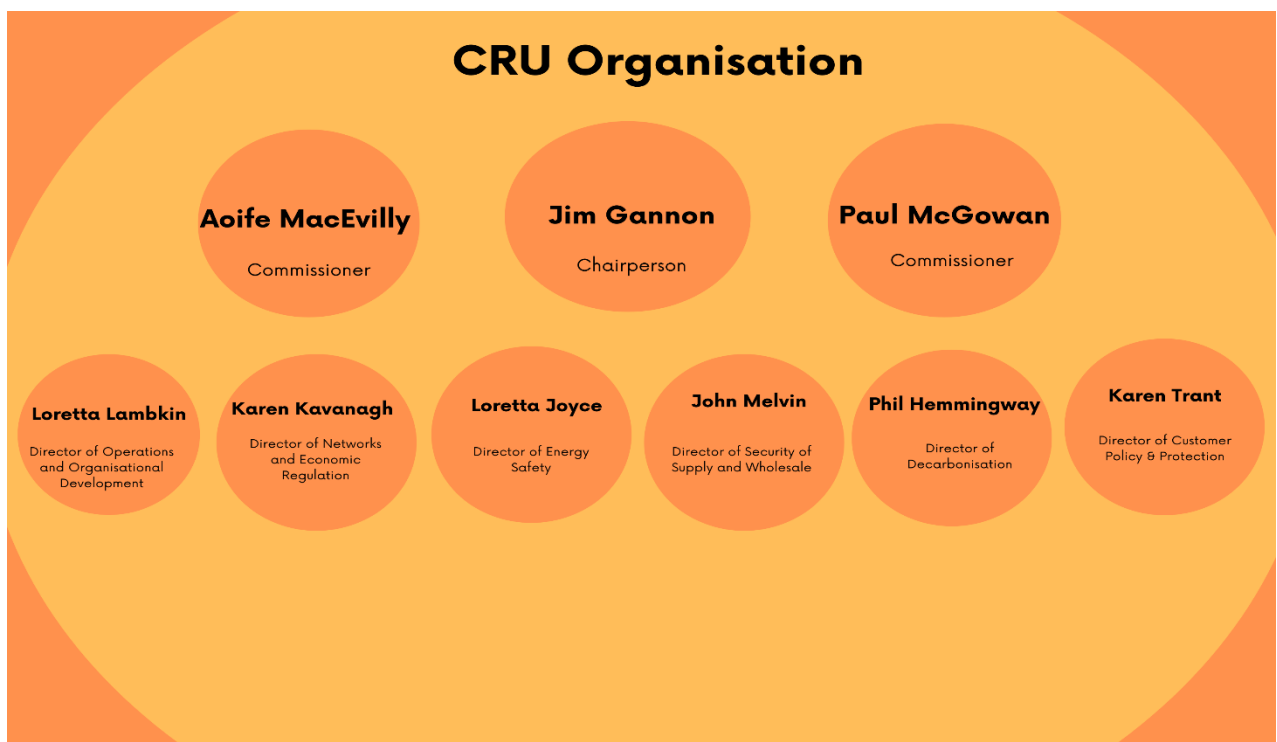 CRU Organisation
Aoife MacEvilly
Commissioner
Jim Gannon
Chairperson
Paul McGowan
Commissioner
Loretta Lambkin
Director of Operations
and Organisational
Development
Karen Kavanagh
Director of Networks
and Economic
Regulation
Loretta Joyce
Director of Energy
Safety
John Melvin
Director of Security of
Supply and Wholesale
Phil Hemmingway
Director of
Decarbonisation
Karen Trant
Director of Customer
Policy & Protection